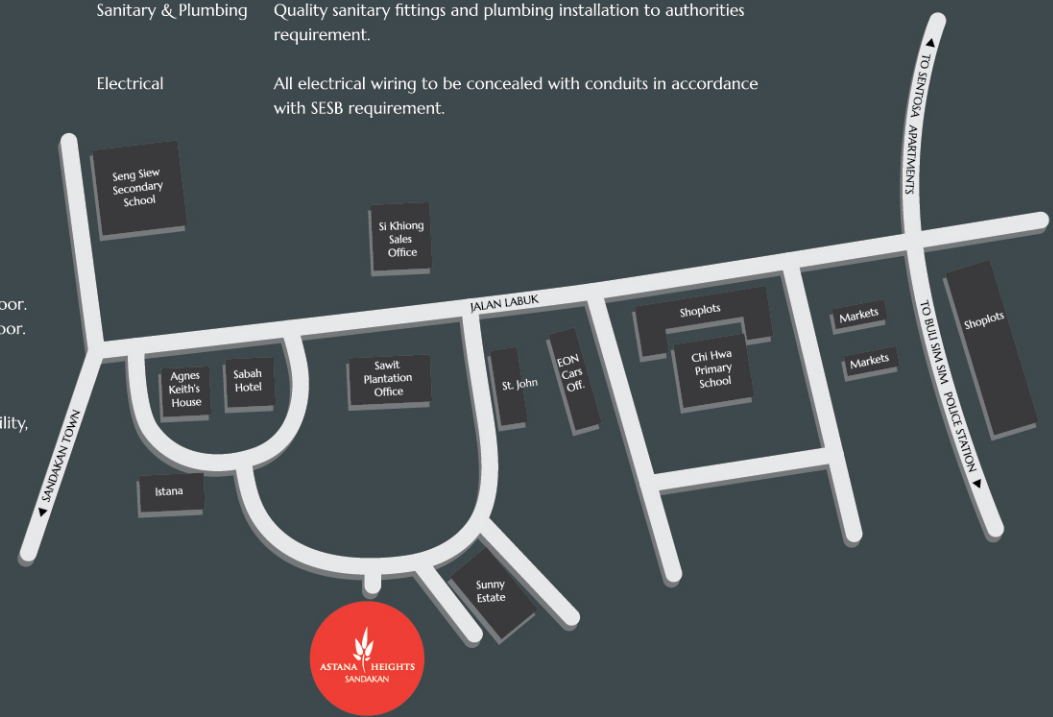 Sanitary & Plumbing Quality sanitary fittings and plumbing installation to authorities
requirement.
Electrical All electrical wiring to be concealed with conduits in accordance
with SESB requirement.
TO SENTOSA APARTMENTS
Seng Siew
Secondary
School
Si Khiong
Sales
Office
JALAN LABUK
Shoplots
Markets
Shoplots
Markets
TO BULI SIM SIM POLICE STATION
Chi Hwa
Primary
School
EON
Cars
Off.
St. John
Sawit
Plantation
Office
Sabah
Hotel
Agnes
Keith's
House
SANDAKAN TOWN
Istana
Sunny
Estate
ASTANA HEIGHTS
SANDAKAN